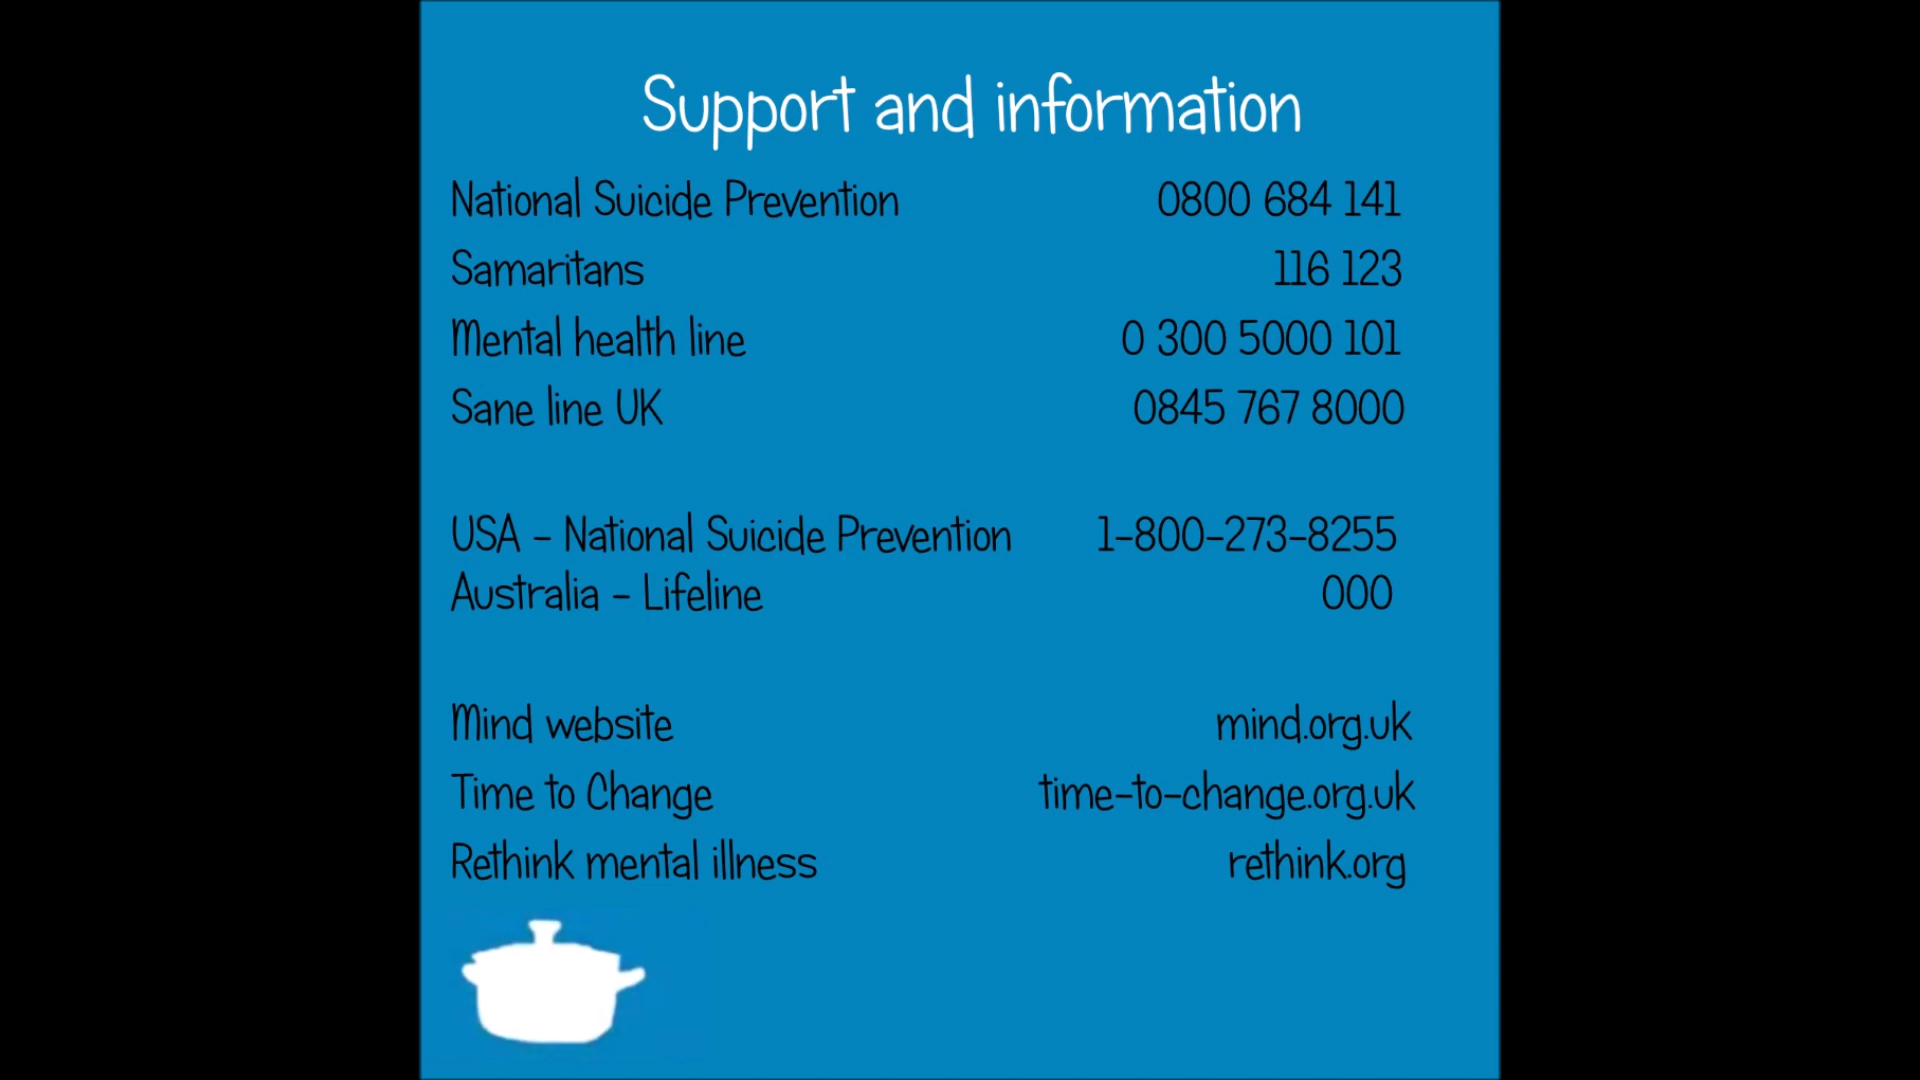 Support and information
National Suicide Prevention 0800 684 141
Samaritans 116 123
Mental health line 0 300 5000 101
Sane line UK 0845 767 8000
USA - National Suicide Prevention 1-800-273-8255
Australia - Lifeline 000
Mind website mind.org.uk
Time to Change time-to-change.org.uk
Rethink mental illness rethink.org